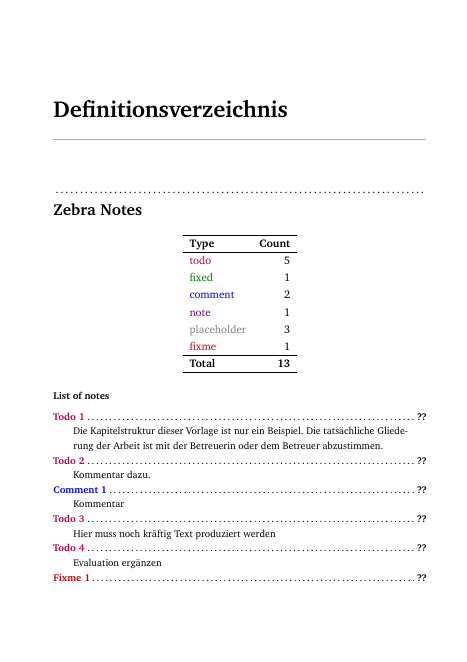 Definitionsverzeichnis
................................................................................
Zebra Notes
Type Count
todo 5
fixed 1
comment 2
note 1
placeholder 3
fixme 1
Total 13
List of notes
Todo 1 ................................................................................ ??
Die Kapitelstruktur dieser Vorlage ist nur ein Beispiel. Die tatsächliche Gliede-
rung der Arbeit ist mit der Betreuerin oder dem Betreuer abzustimmen.
Todo 2 ................................................................................ ??
Kommentar dazu.
Comment 1 ................................................................................ ??
Kommentar
Todo 3 ................................................................................ ??
Hier muss noch kräftig Text produziert werden
Todo 4 ................................................................................ ??
Evaluation ergänzen
Fixme 1 ................................................................................ ??